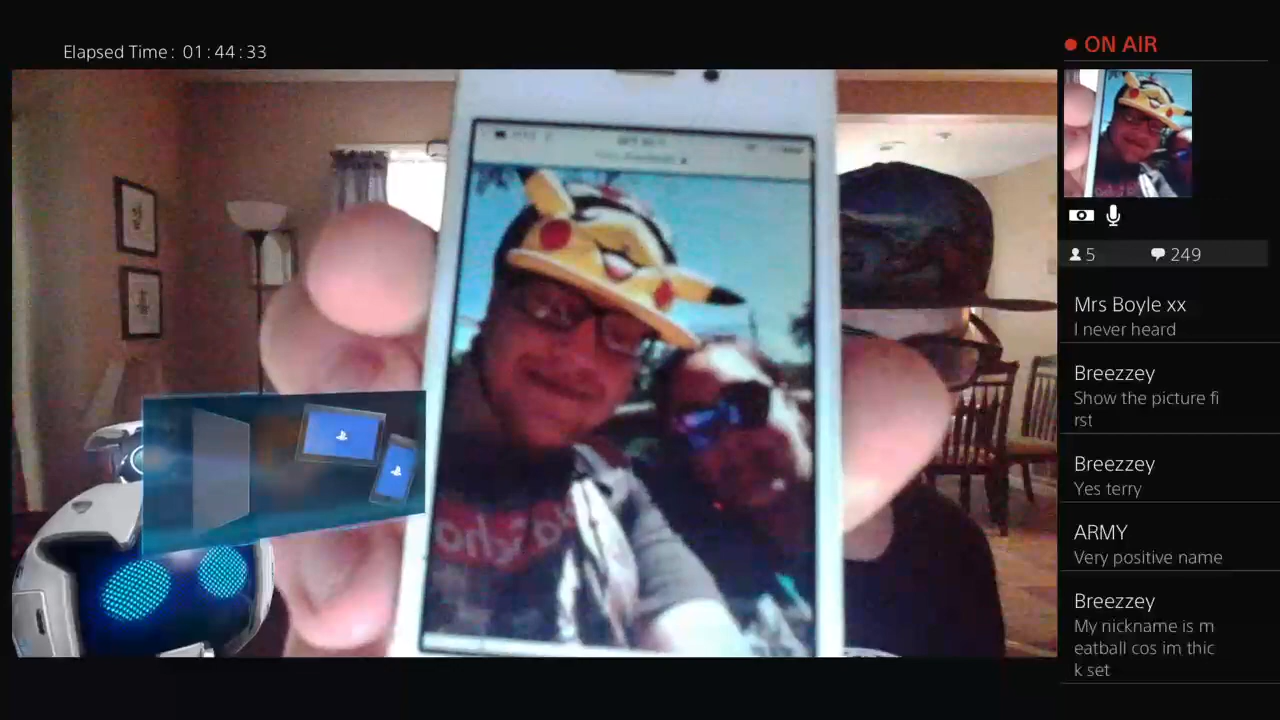 Elapsed Time: 01:44:33
ON AIR
5
249
Mrs Boyle xx
I never heard
Breezzey
Show the picture fi
rst
Breezzey
Yes terry
ARMY
Very positive name
Breezzey
My nickname is m
eatball cos im thic
k set